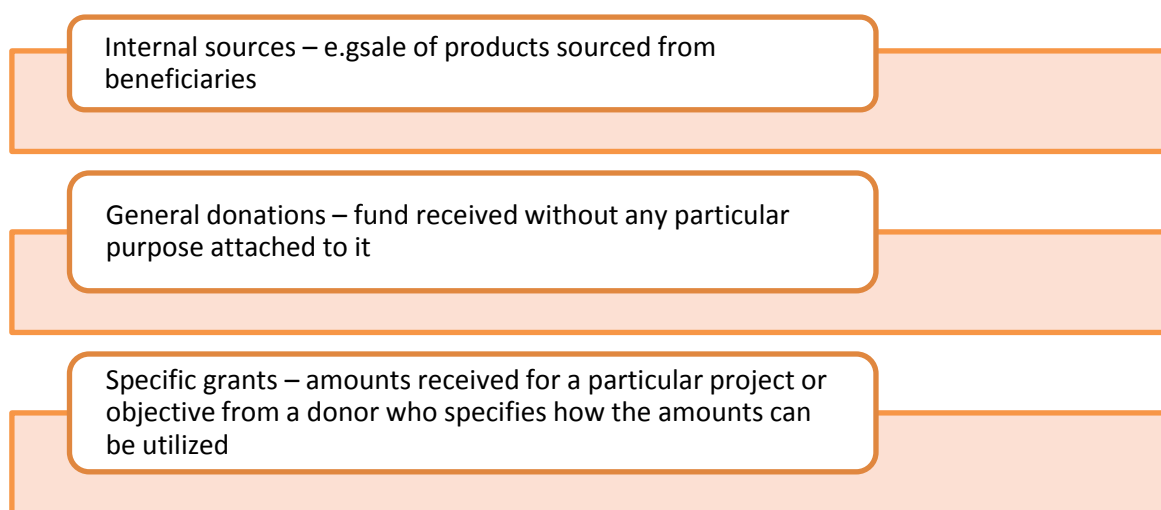 Internal sources – e.gsale of products sourced from
beneficiaries
General donations – fund received without any particular
purpose attached to it
Specific grants – amounts received for a particular project or
objective from a donor who specifies how the amounts can
be utilized